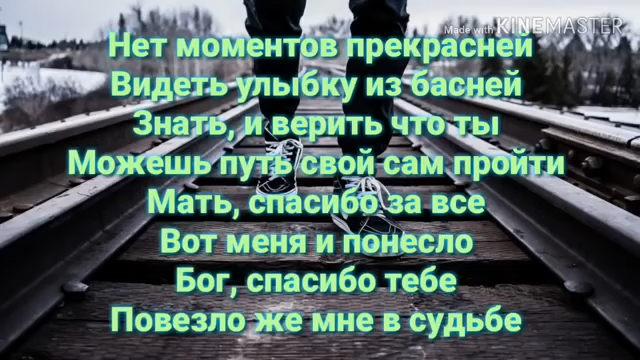 Made with KINEMASTER
Нет моментов прекрасней
Видеть улыбку из басней
Знать, и верить что ты
Можешь путь свой сам пройти
Мать, спасибо за все
Вот меня и понесло
Бог, спасибо тебе
Повезло же мне в судьбе